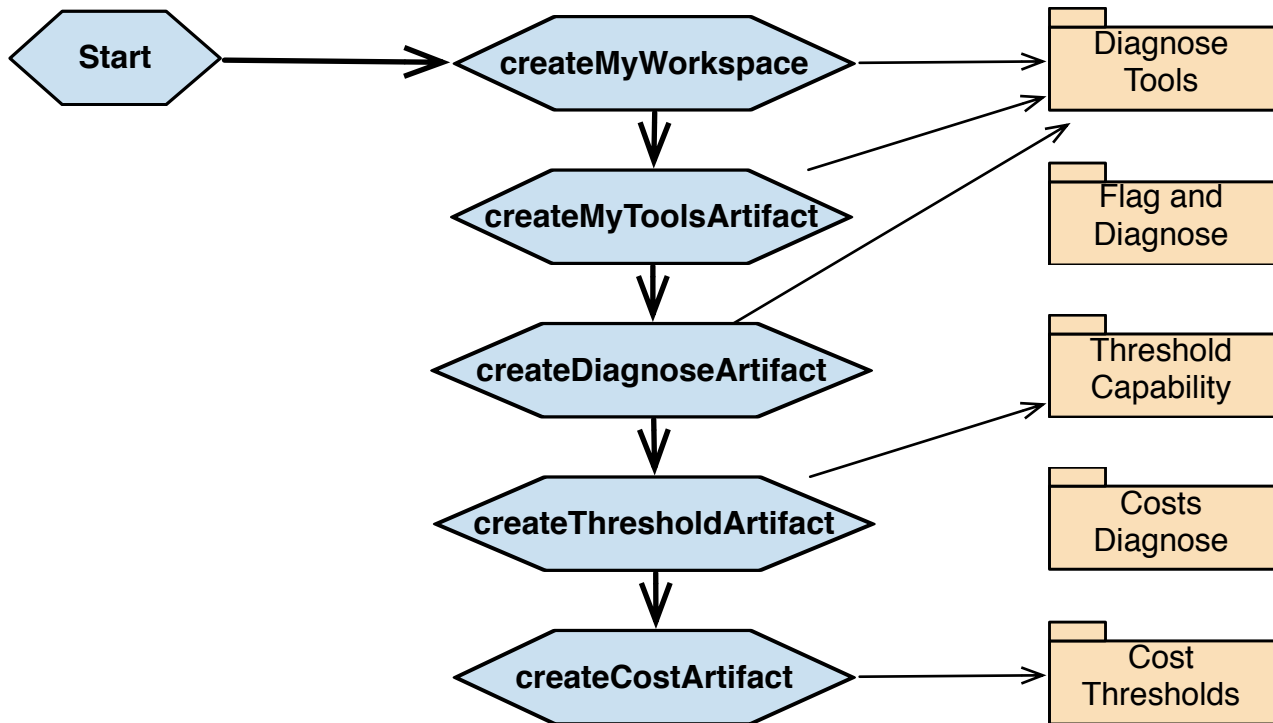 Start
createMyWorkspace
Diagnose
Tools
createMyToolsArtifact
Flag and
Diagnose
createDiagnoseArtifact
Threshold
Capability
createThresholdArtifact
Costs
Diagnose
createCostArtifact
Cost
Thresholds